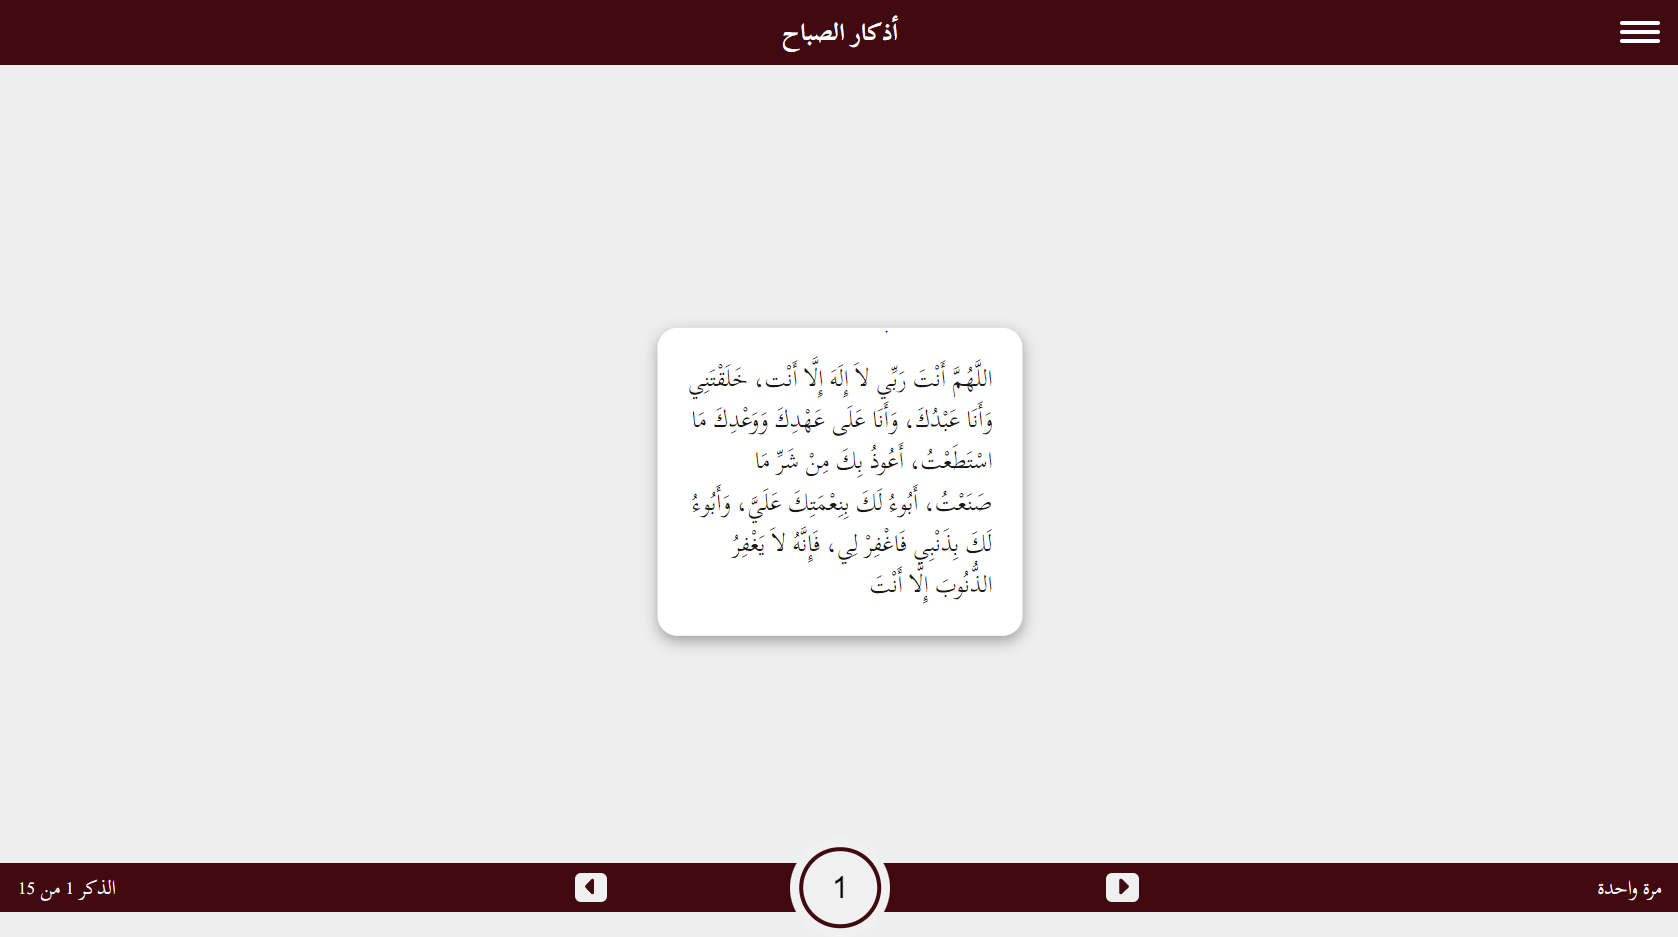 أذكار الصباح
اللَّهُمَّ أَنْتَ رَبِّي لاَ إِلَهَ إِلَّا أَنْت، خَلَقْتَنِي
وَأَنَا عَبْدُكَ، وَأَنَا عَلَى عَهْدِكَ وَوَعْدِكَ مَا
اسْتَطَعْتُ، أَعُوذُ بِكَ مِنْ شَرِّ مَا
صَنَعْتُ، أَبُوءُ لَكَ بِنِعْمَتِكَ عَلَيَّ، وَأَبُوءُ
لَكَ بِذَنْبِي فَاغْفِرْ لِي، فَإِنَّهُ لاَ يَغْفِرُ
الذُّنُوبَ إِلَّا أَنْتَ
مرة واحدة
1
الذكر 1 من 15